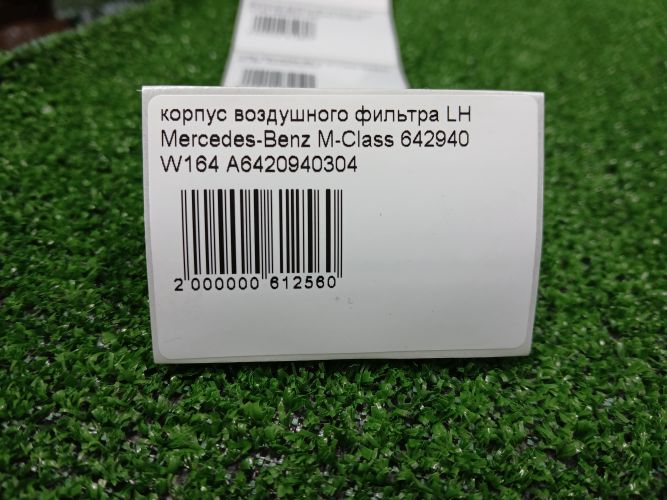 корпус воздушного фильтра LH
Mercedes-Benz M-Class 642940
W164 A6420940304
2 000000 612560